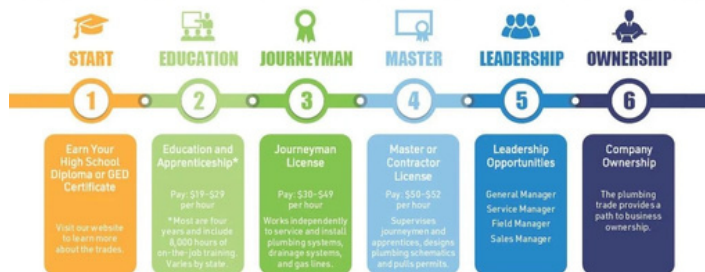 START
EDUCATION
JOURNEYMAN
MASTER
LEADERSHIP
OWNERSHIP
1
2
3
4
5
6
Earn Your
High School
Diploma or GED
Certificate
Visit our website
to learn more
about the trades.
Education and
Apprenticeship*
Pay: $19–$29
per hour
*Most are four
years and include
8,000 hours of
on-the-job training.
Varies by state.
Journeyman
License
Pay: $30–$49
per hour
Works independently
to service and install
plumbing systems,
drainage systems,
and gas lines.
Master or
Contractor
License
Pay: $50–$52
per hour
Supervises
journeymen and
apprentices, designs
plumbing schematics
and pulls permits.
Leadership
Opportunities
General Manager
Service Manager
Field Manager
Sales Manager
Company
Ownership
The plumbing
trade provides a
path to business
ownership.